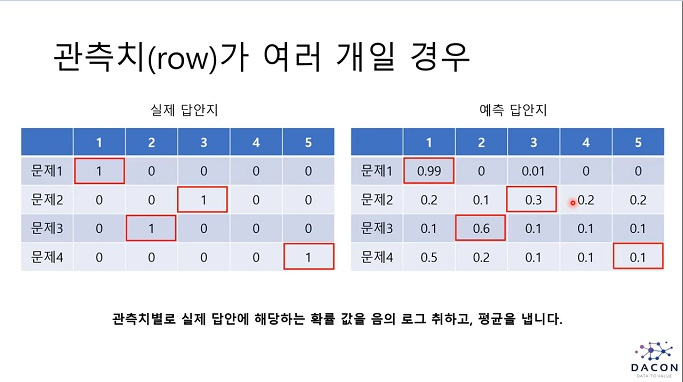 관측치(row)가 여러 개일 경우
실제 답안지
1 2 3 4 5
문제1 1 0 0 0 0
문제2 0 0 1 0 0
문제3 0 1 0 0 0
문제4 0 0 0 0 1
예측 답안지
1 2 3 4 5
문제1 0.99 0 0.01 0 0
문제2 0.2 0.1 0.3 0.2 0.2
문제3 0.1 0.6 0.1 0.1 0.1
문제4 0.5 0.2 0.1 0.1 0.1
관측치별로 실제 답안에 해당하는 확률 값을 음의 로그 취하고, 평균을 냅니다.
DACON
DATA TO VALUE